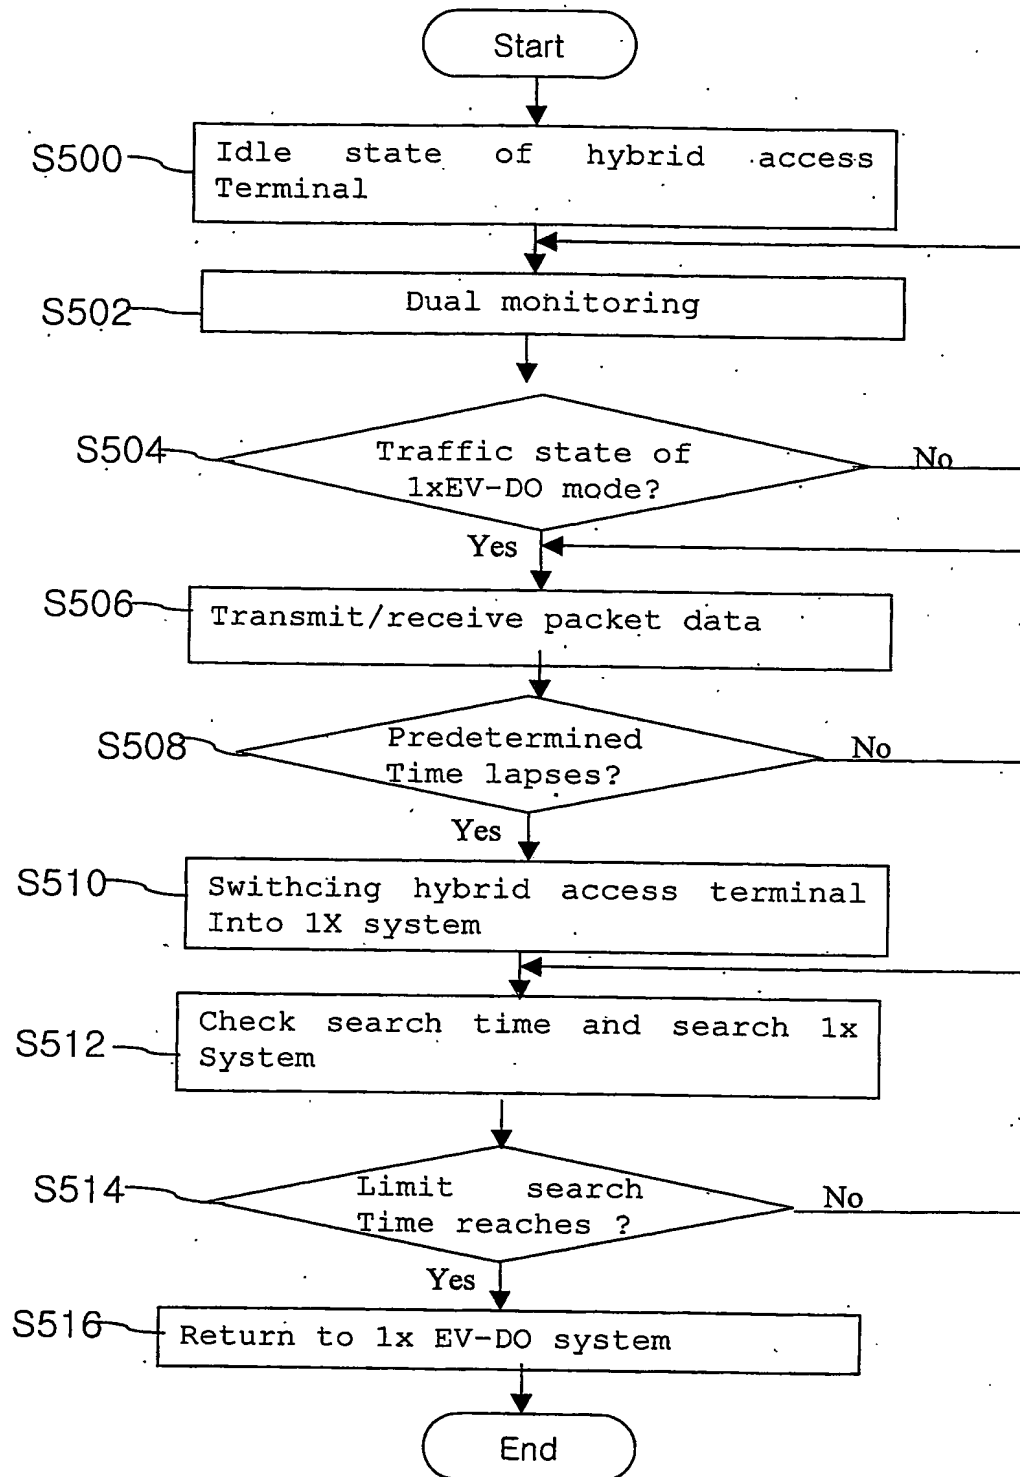 Start
S500
Idle state of hybrid access
Terminal
S502
Dual monitoring
S504
Traffic state of
1xEV-DO mode?
No
Yes
S506
Transmit/receive packet data
S508
Predetermined
Time lapses?
No
Yes
S510
Swithcing hybrid access terminal
Into 1X system
S512
Check search time and search 1x
System
S514
Limit search
Time reaches ?
No
Yes
S516
Return to 1x EV-DO system
End